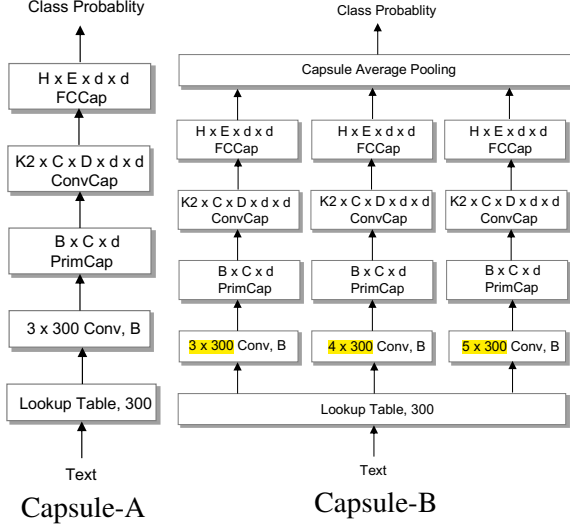 Class Probablity
H x E x d x d
FCCap
K2 x C x D x d x d
ConvCap
B x C x d
PrimCap
3 x 300 Conv, B
Lookup Table, 300
Text
Capsule-A
Class Probablity
Capsule Average Pooling
H x E x d x d
FCCap
H x E x d x d
FCCap
H x E x d x d
FCCap
K2 x C x D x d x d
ConvCap
K2 x C x D x d x d
ConvCap
K2 x C x D x d x d
ConvCap
B x C x d
PrimCap
B x C x d
PrimCap
B x C x d
PrimCap
3 x 300 Conv, B
4 x 300 Conv, B
5 x 300 Conv, B
Lookup Table, 300
Text
Capsule-B